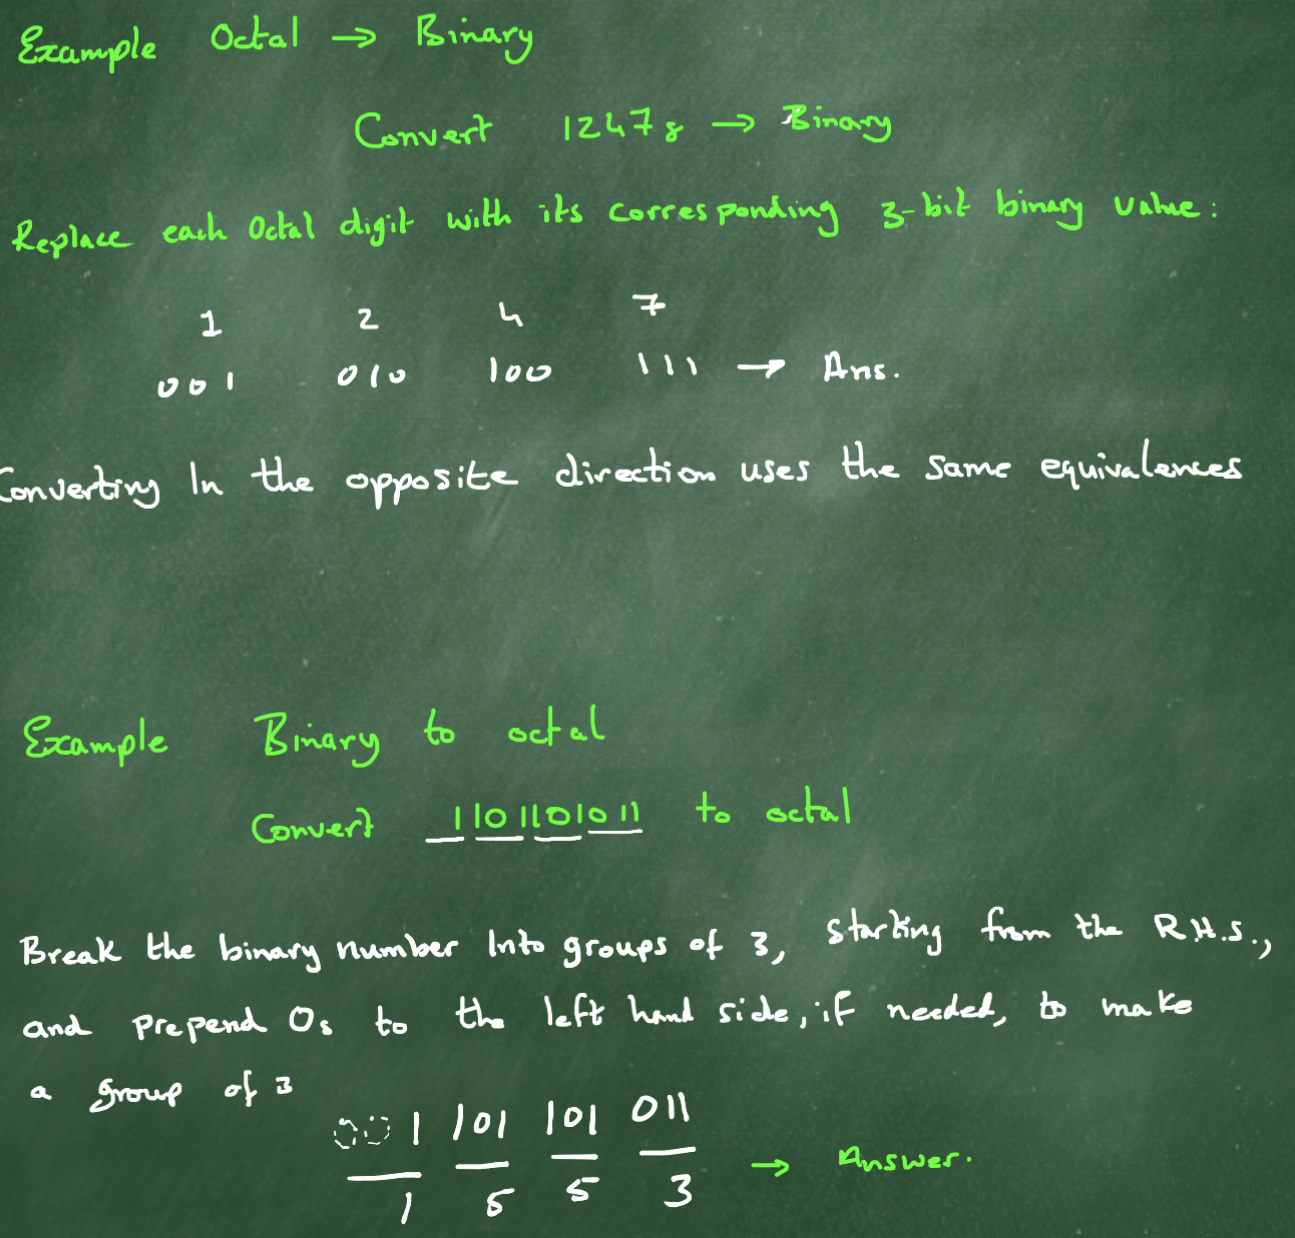 Example Octal → Binary
Convert 1247₈ → Binary
Replace each Octal digit with its corresponding 3-bit binary value:
1 2 4 7
001 010 100 111 → Ans.
Converting In the opposite direction uses the same equivalences
Example Binary to octal
Convert 1101101011 to octal
Break the binary number Into groups of 3, starting from the R.H.S.,
and prepend 0s to the left hand side, if needed, to make
a group of 3
001 101 101 011
1 5 5 3 → Answer.